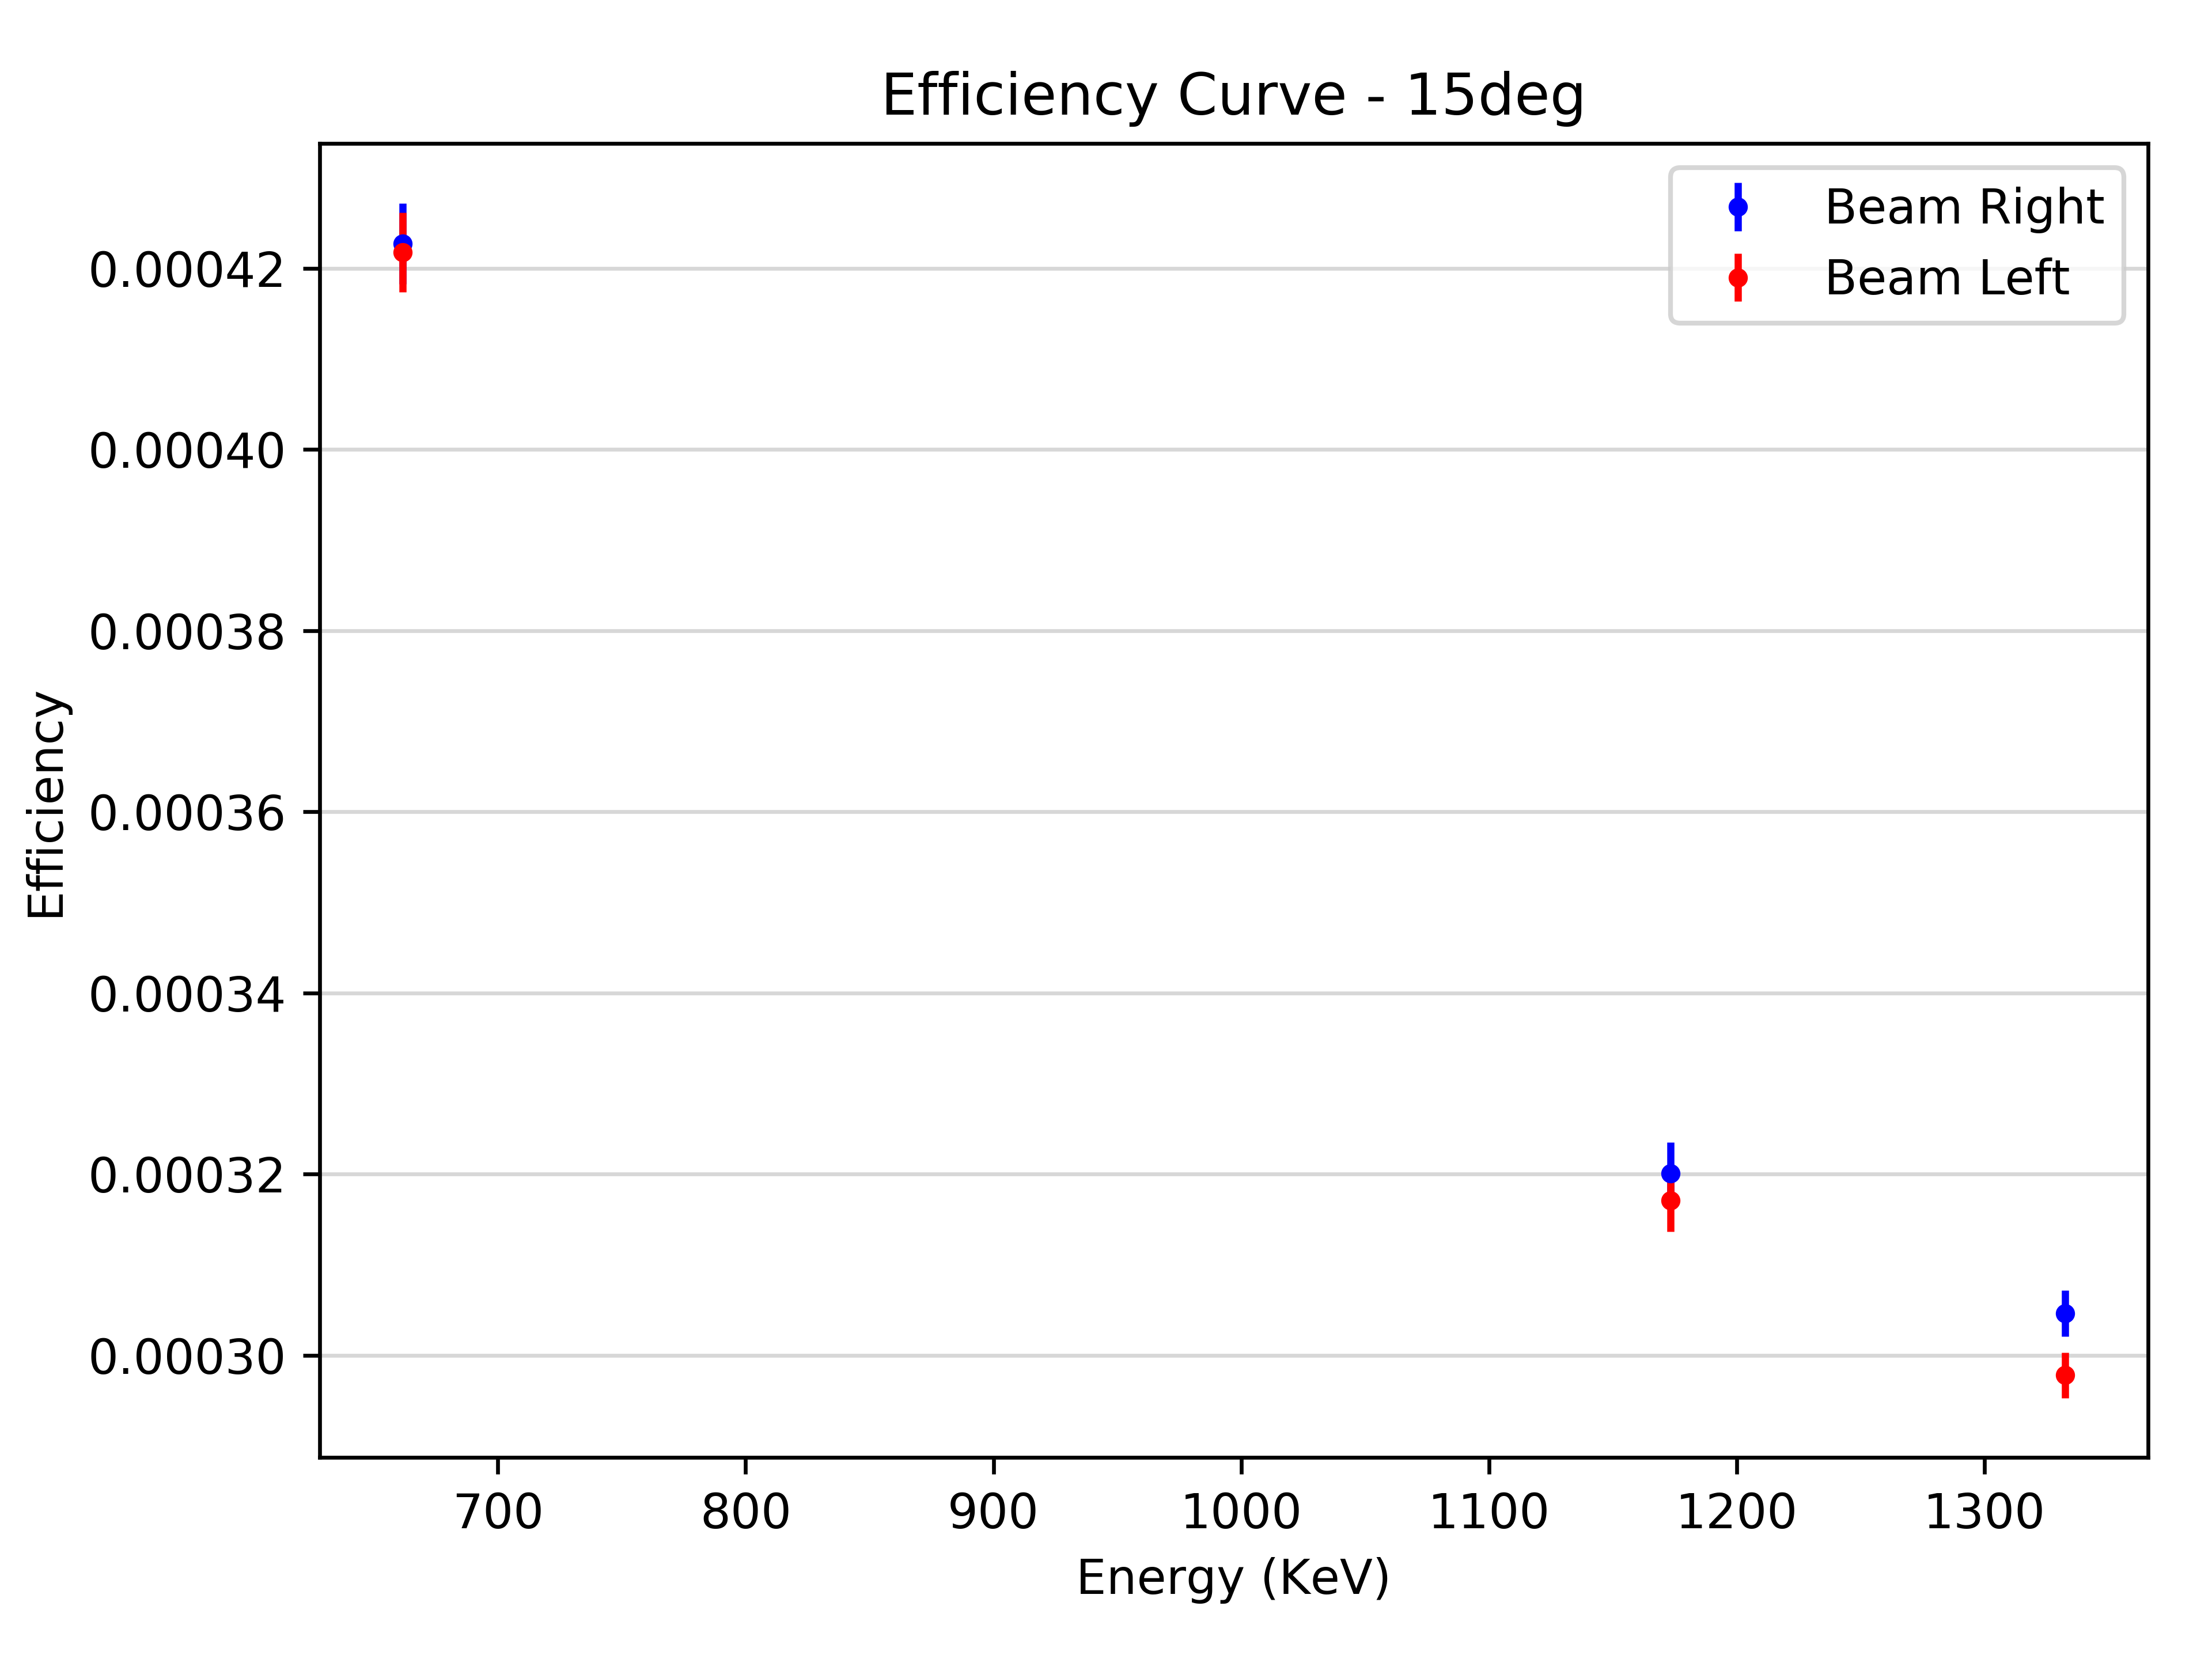 Efficiency Curve - 15deg
Beam Right
Beam Left
Efficiency
0.00042
0.00040
0.00038
0.00036
0.00034
0.00032
0.00030
700 800 900 1000 1100 1200 1300
Energy (KeV)